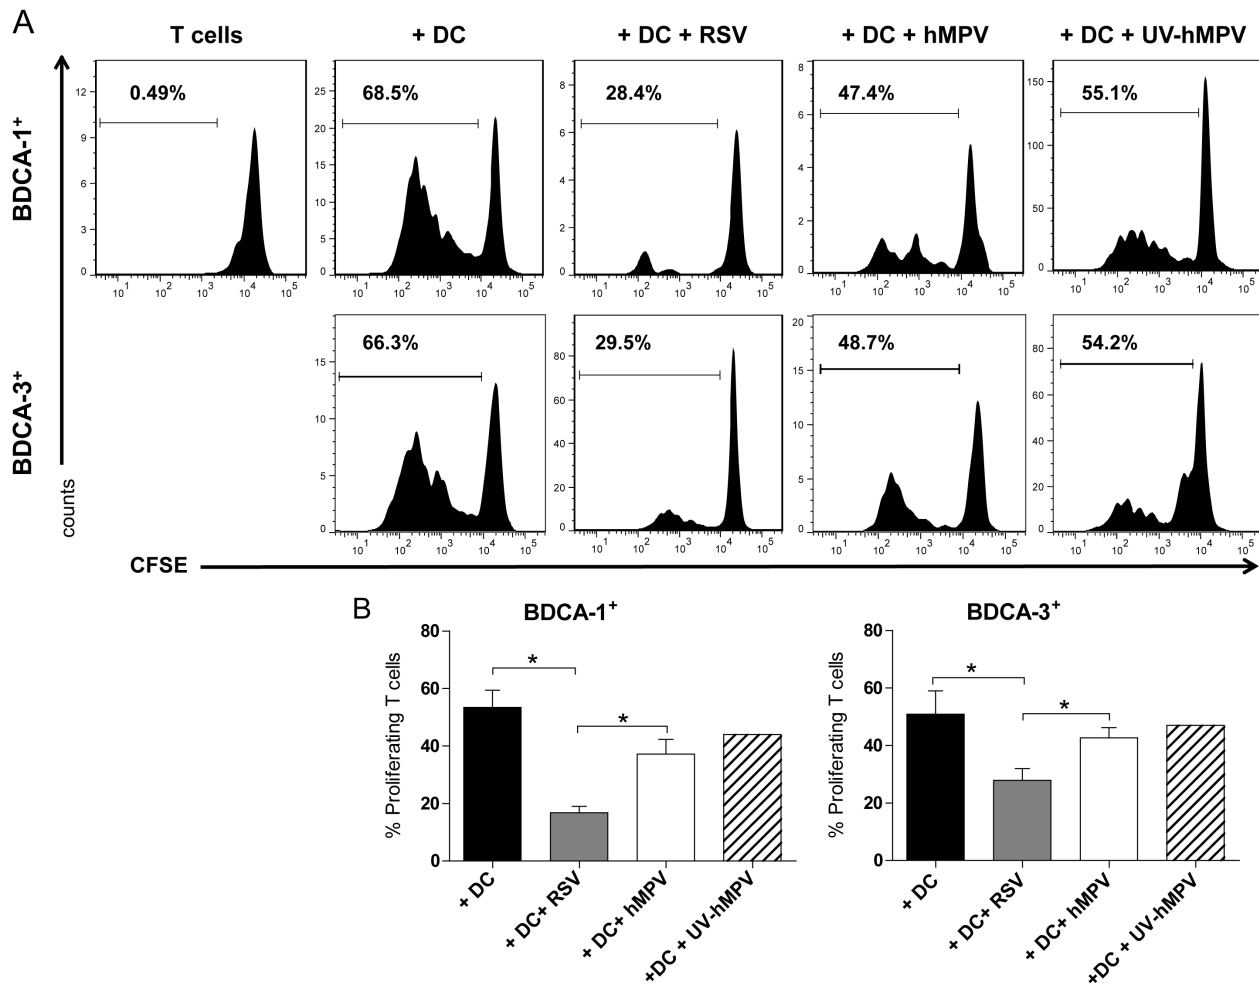 A
T cells
+ DC
+ DC + RSV
+ DC + hMPV
+ DC + UV-hMPV
BDCA-1⁺
0.49%
12
9
6
3
0
10¹ 10² 10³ 10⁴ 10⁵
68.5%
25
20
15
10
5
0
10¹ 10² 10³ 10⁴ 10⁵
28.4%
8
6
4
2
0
10¹ 10² 10³ 10⁴ 10⁵
47.4%
8
6
4
2
0
10¹ 10² 10³ 10⁴ 10⁵
55.1%
150
100
50
0
10¹ 10² 10³ 10⁴ 10⁵
BDCA-3⁺
66.3%
15
10
5
0
10¹ 10² 10³ 10⁴ 10⁵
29.5%
80
60
40
20
0
10¹ 10² 10³ 10⁴ 10⁵
48.7%
20
15
10
5
0
10¹ 10² 10³ 10⁴ 10⁵
54.2%
80
60
40
20
0
10¹ 10² 10³ 10⁴ 10⁵
counts
CFSE
B
BDCA-1⁺
% Proliferating T cells
80
60
40
20
0
*
*
+ DC
+ DC+ RSV
+ DC+ hMPV
+DC + UV-hMPV
BDCA-3⁺
% Proliferating T cells
80
60
40
20
0
*
*
+ DC
+ DC+ RSV
+ DC+ hMPV
+DC + UV-hMPV